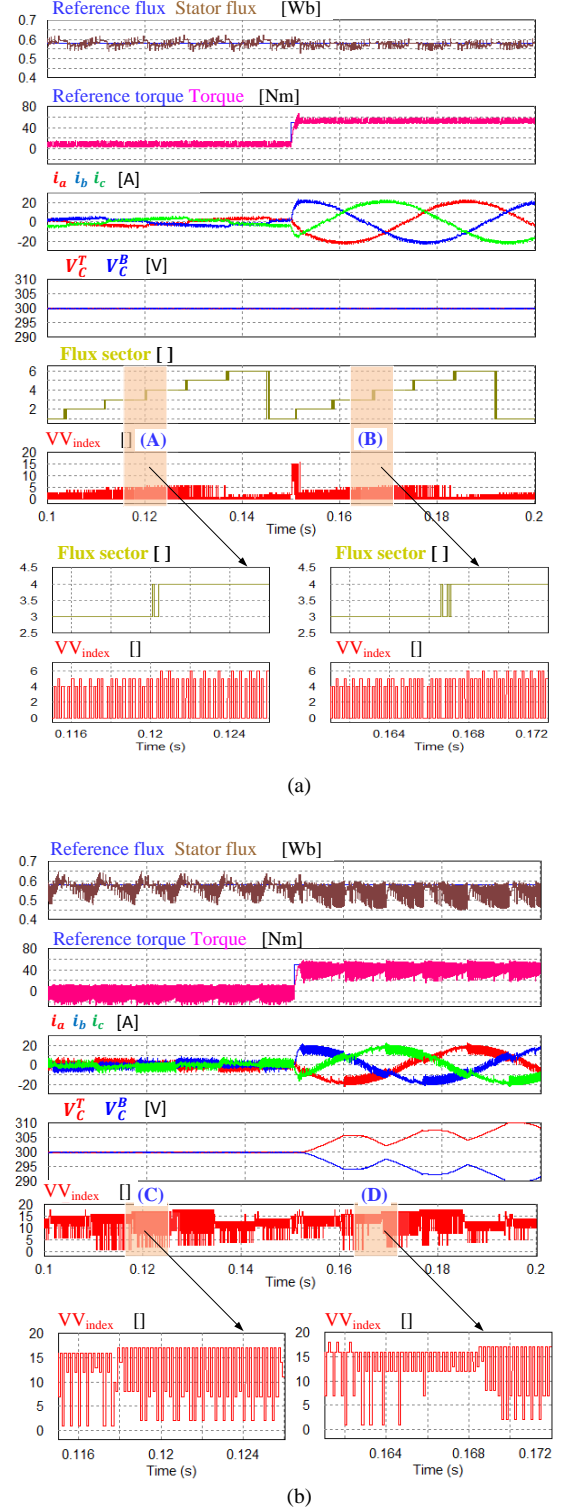 Reference flux Stator flux [Wb]
0.7
0.6
0.5
0.4
Reference torque Torque [Nm]
80
40
0
i_a i_b i_c [A]
20
0
-20
V_C^T V_C^B [V]
310
305
300
295
290
Flux sector [ ]
6
4
2
VV_index [] (A) (B)
20
15
10
5
0
0.1 0.12 0.14 0.16 0.18 0.2
Time (s)
Flux sector [ ] Flux sector [ ]
4.5 4.5
4 4
3.5 3.5
3 3
2.5 2.5
VV_index [] VV_index []
6 6
4 4
2 2
0 0
0.116 0.12 0.124 0.164 0.168 0.172
Time (s) Time (s)
(a)
Reference flux Stator flux [Wb]
0.7
0.6
0.5
0.4
Reference torque Torque [Nm]
80
40
0
i_a i_b i_c [A]
20
0
-20
V_C^T V_C^B [V]
310
305
300
295
290
VV_index [] (C) (D)
20
15
10
5
0
0.1 0.12 0.14 0.16 0.18 0.2
Time (s)
VV_index [] VV_index []
20 20
15 15
10 10
5 5
0 0
0.116 0.12 0.124 0.164 0.168 0.172
Time (s) Time (s)
(b)